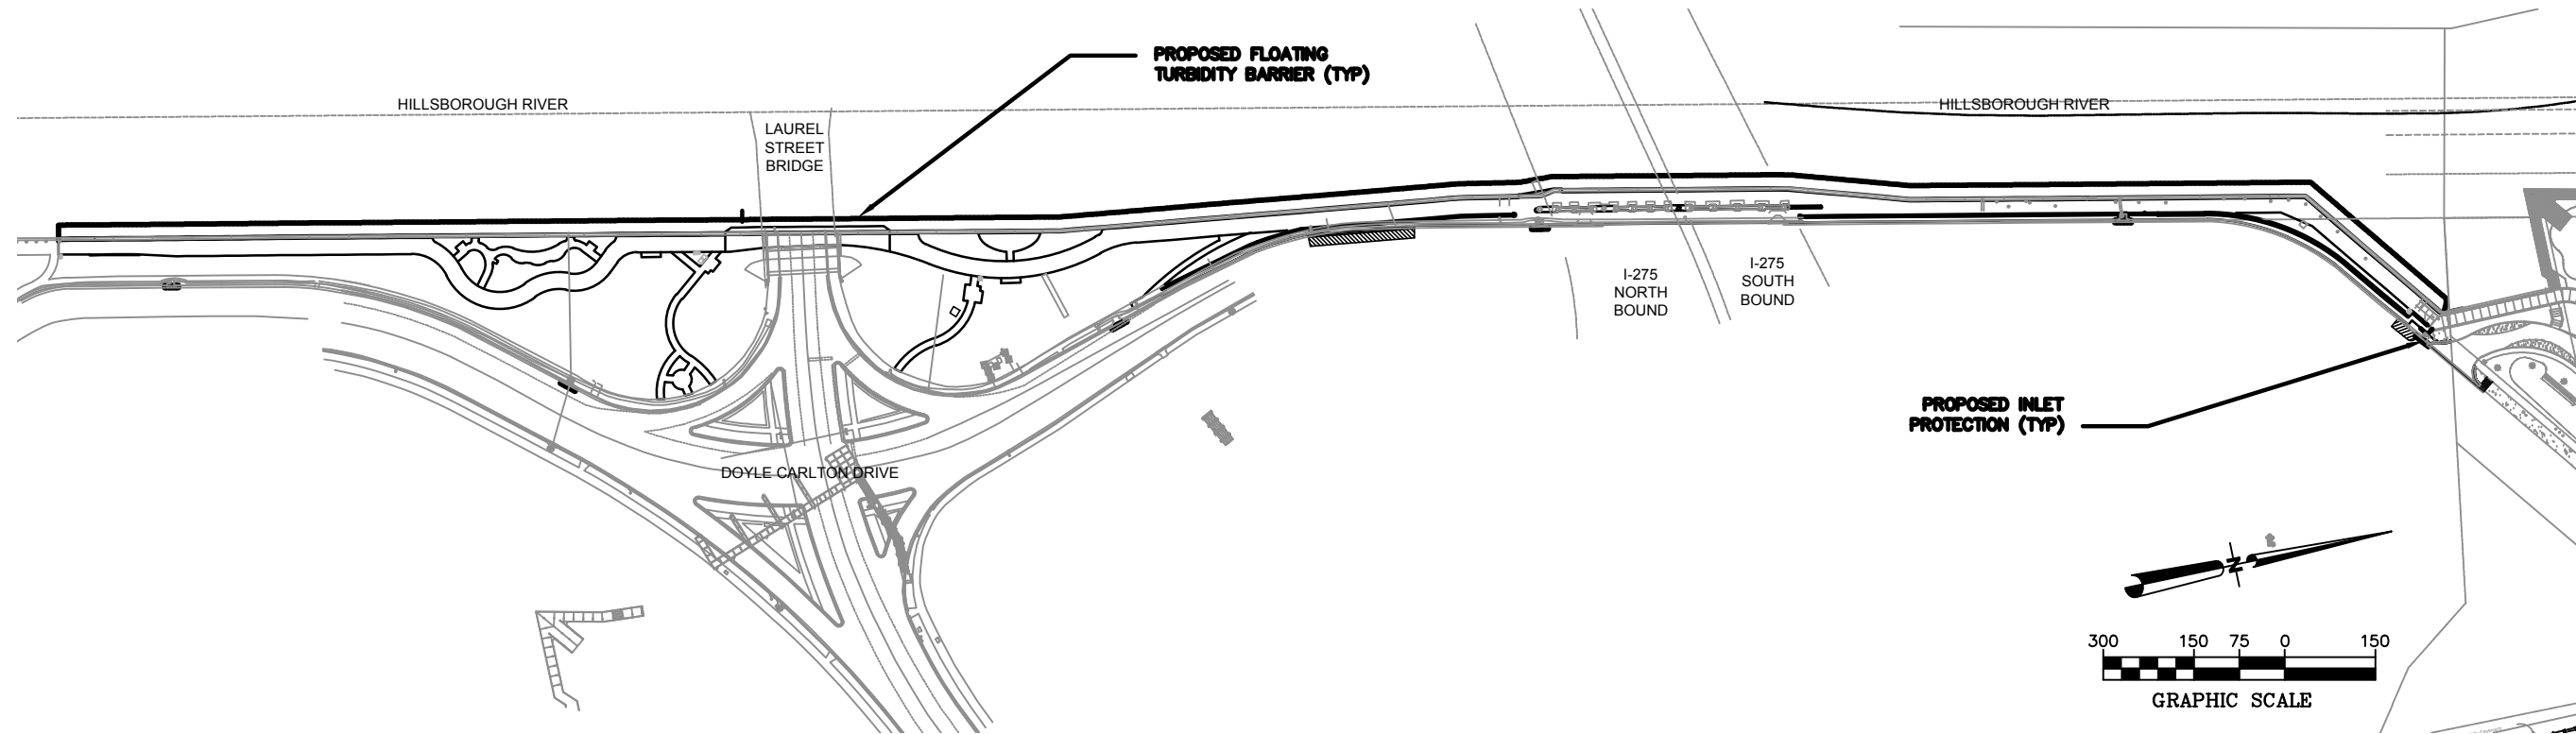 PROPOSED FLOATING
TURBIDITY BARRIER (TYP)
HILLSBOROUGH RIVER
HILLSBOROUGH RIVER
LAUREL
STREET
BRIDGE
I-275
NORTH
BOUND
I-275
SOUTH
BOUND
PROPOSED INLET
PROTECTION (TYP)
DOYLE CARLTON DRIVE
N
300 150 75 0 150
GRAPHIC SCALE